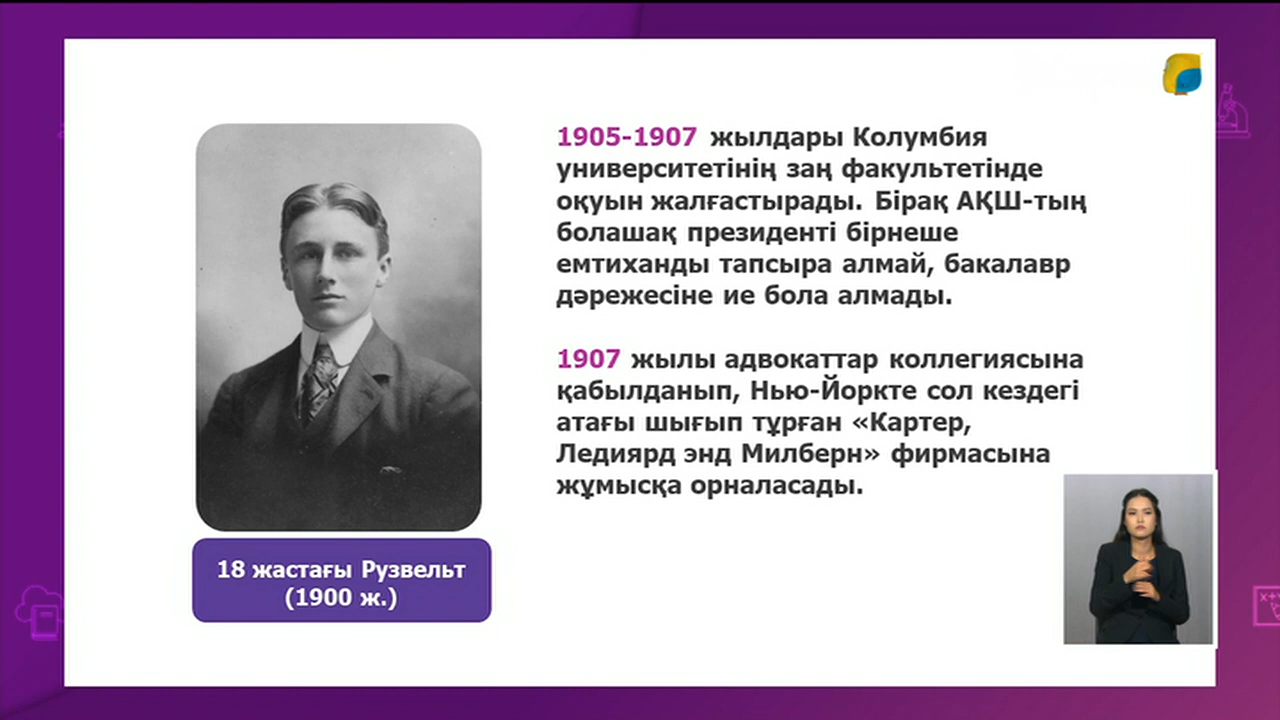 1905-1907 жылдары Колумбия
университетінің заң факультетінде
оқуын жалғастырады. Бірақ АҚШ-тың
болашақ президенті бірнеше
емтиханды тапсыра алмай, бакалавр
дәрежесіне ие бола алмады.
1907 жылы адвокаттар коллегиясына
қабылданып, Нью-Йоркте сол кездегі
атағы шығып тұрған «Картер,
Ледиярд энд Милберн» фирмасына
жұмысқа орналасады.
18 жастағы Рузвельт
(1900 ж.)